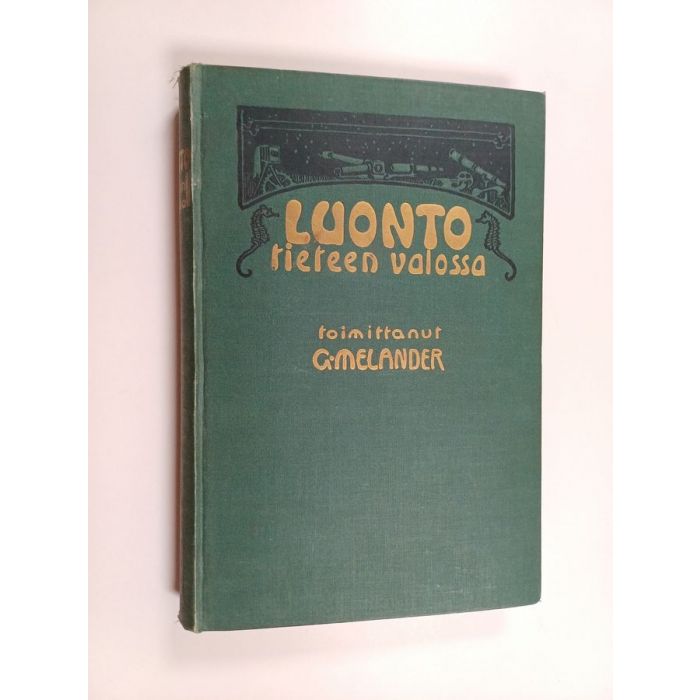 LUONTO
tieteen valossa
toimittanut
G·MELANDER